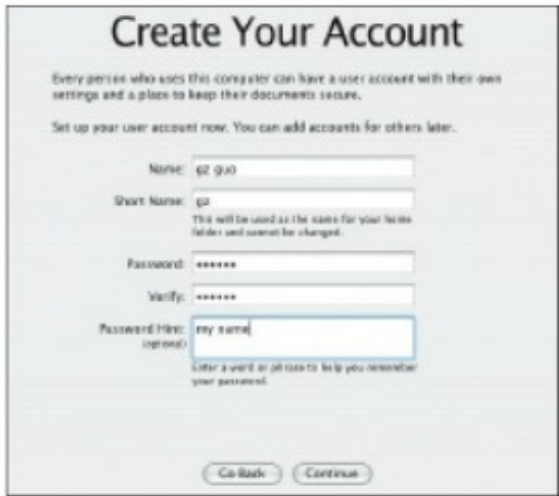 Create Your Account
Every person who uses this computer can have a user account with their own
settings and a place to keep their documents secure.
Set up your user account now. You can add accounts for others later.
Name: gz guo
Short Name: gz
This will be used as the name for your home
folder and cannot be changed.
Password: ••••••
Verify: ••••••
Password Hint: my name
(optional)
Enter a word or phrase to help you remember
your password.
Go Back Continue